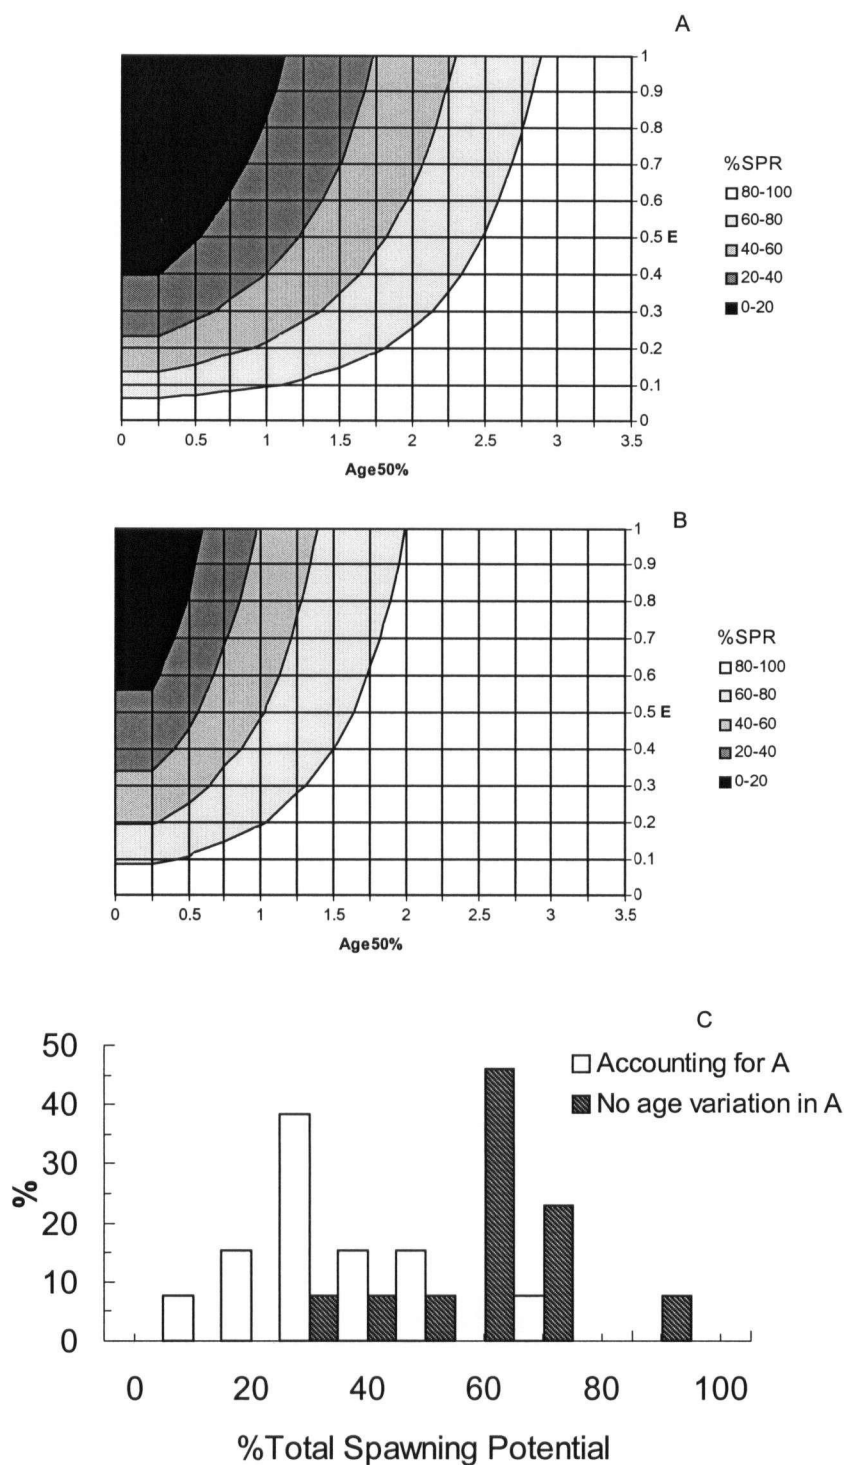 A
1
0.9
0.8
0.7
0.6
0.5 E
0.4
0.3
0.2
0.1
0
%SPR
80-100
60-80
40-60
20-40
0-20
0 0.5 1 1.5 2 2.5 3 3.5
Age50%
B
1
0.9
0.8
0.7
0.6
0.5 E
0.4
0.3
0.2
0.1
0
%SPR
80-100
60-80
40-60
20-40
0-20
0 0.5 1 1.5 2 2.5 3 3.5
Age50%
C
50
40
30
20
10
0
%
Accounting for A
No age variation in A
0 20 40 60 80 100
%Total Spawning Potential